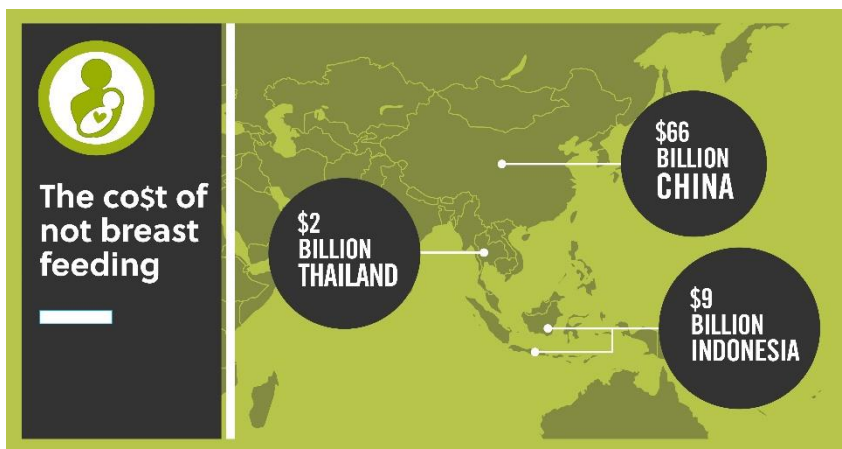 The co$t of
not breast
feeding
$2
BILLION
THAILAND
$66
BILLION
CHINA
$9
BILLION
INDONESIA